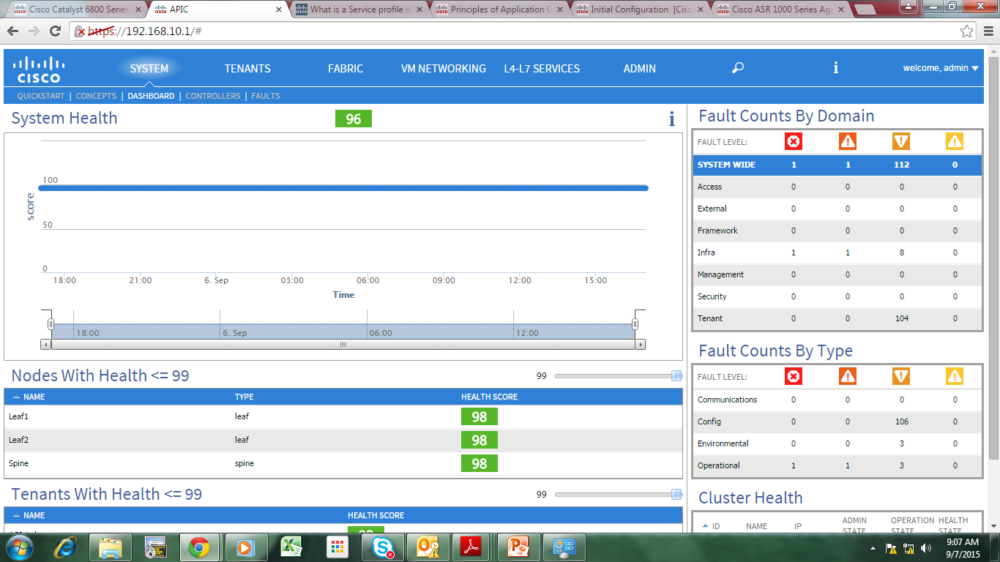 Cisco Catalyst 6800 Series
APIC
What is a Service profile in
Principles of Application C
Initial Configuration [Cisc
Cisco ASR 1000 Series Agg
https://192.168.10.1/#
CISCO
SYSTEM TENANTS FABRIC VM NETWORKING L4-L7 SERVICES ADMIN i welcome, admin
QUICKSTART | CONCEPTS | DASHBOARD | CONTROLLERS | FAULTS
System Health 96 i
score
100
50
0
18:00 21:00 6. Sep 03:00 06:00 09:00 12:00 15:00
Time
18:00 6. Sep 06:00 12:00
Nodes With Health <= 99 99
NAME TYPE HEALTH SCORE
Leaf1 leaf 98
Leaf2 leaf 98
Spine spine 98
Tenants With Health <= 99 99
NAME HEALTH SCORE
Fault Counts By Domain
FAULT LEVEL:
SYSTEM WIDE 1 1 112 0
Access 0 0 0 0
External 0 0 0 0
Framework 0 0 0 0
Infra 1 1 8 0
Management 0 0 0 0
Security 0 0 0 0
Tenant 0 0 104 0
Fault Counts By Type
FAULT LEVEL:
Communications 0 0 0 0
Config 0 0 106 0
Environmental 0 0 3 0
Operational 1 1 3 0
Cluster Health
ID NAME IP ADMIN STATE OPERATION STATE HEALTH STATE
9:07 AM
9/7/2015